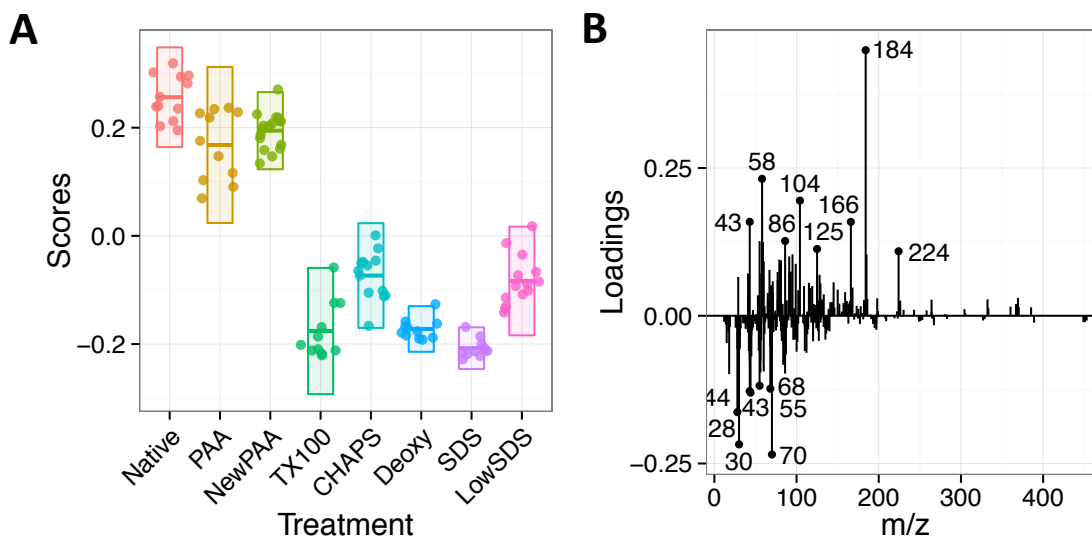 A
Scores
0.2
0.0
−0.2
Native
PAA
NewPAA
TX100
CHAPS
Deoxy
SDS
LowSDS
Treatment
B
Loadings
0.25
0.00
−0.25
184
58
104
43
86
166
125
224
44
43
68
28
55
30
70
0
100
200
300
400
m/z